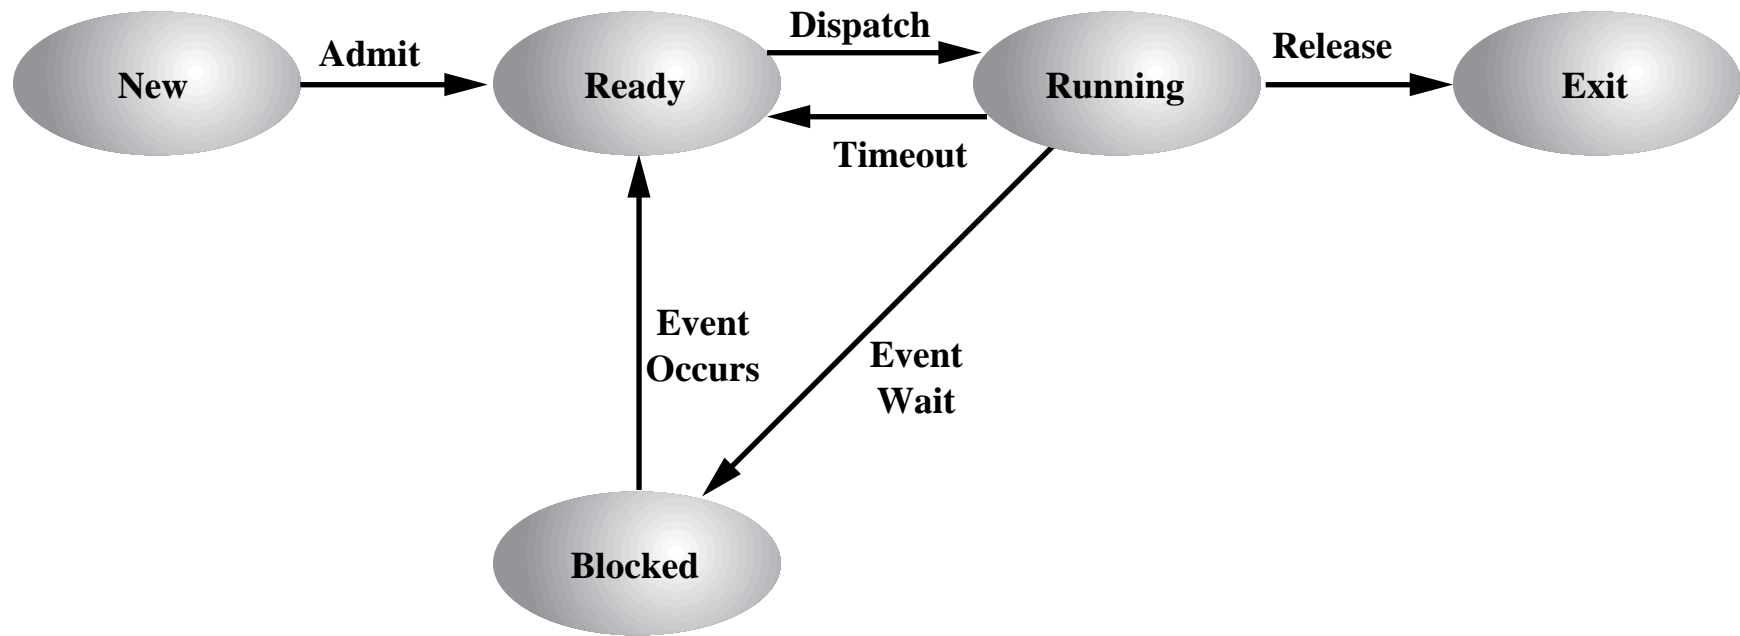 Dispatch
Admit
Release
New
Ready
Running
Exit
Timeout
Event
Occurs
Event
Wait
Blocked